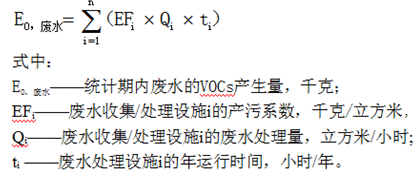 E₀, 废水=∑ⁿᵢ₌₁(EFᵢ × Qᵢ × tᵢ)
式中:
E₀, 废水——统计期内废水的VOCs产生量,千克;
EFᵢ——废水收集/处理设施i的产污系数,千克/立方米,
Qᵢ——废水收集/处理设施i的废水处理量,立方米/小时;
tᵢ——废水处理设施i的年运行时间,小时/年。